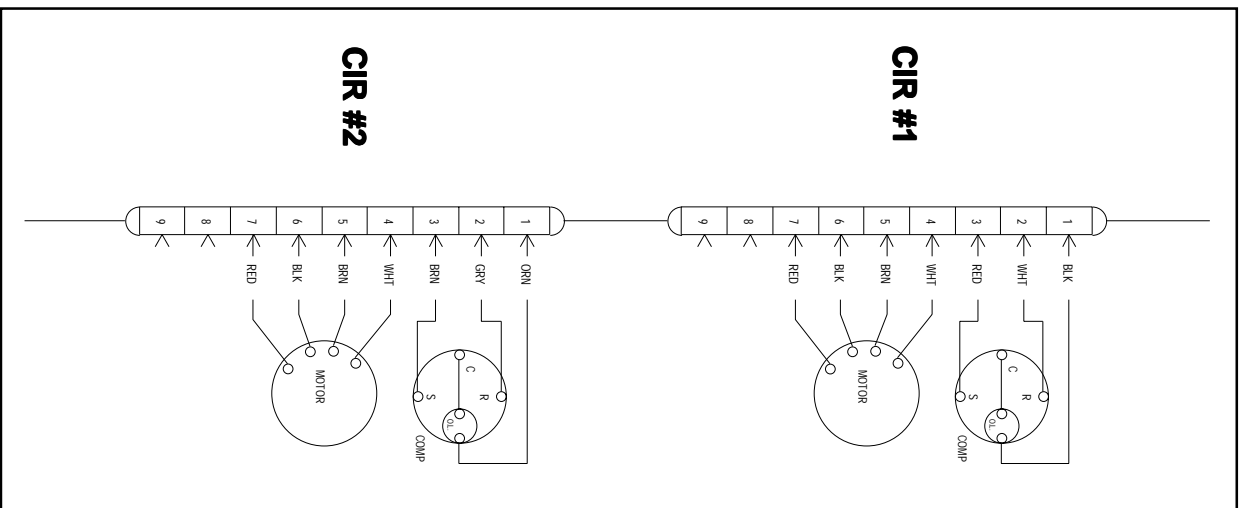 1 BLK
2 WHT R
C
O.L
3 RED S
COMP
4 WHT
CIR #1
5 BRN
MOTOR
6 BLK
7 RED
8
9
1 ORN
2 GRY R
C
O.L
3 BRN S
COMP
4 WHT
CIR #2
5 BRN
MOTOR
6 BLK
7 RED
8
9